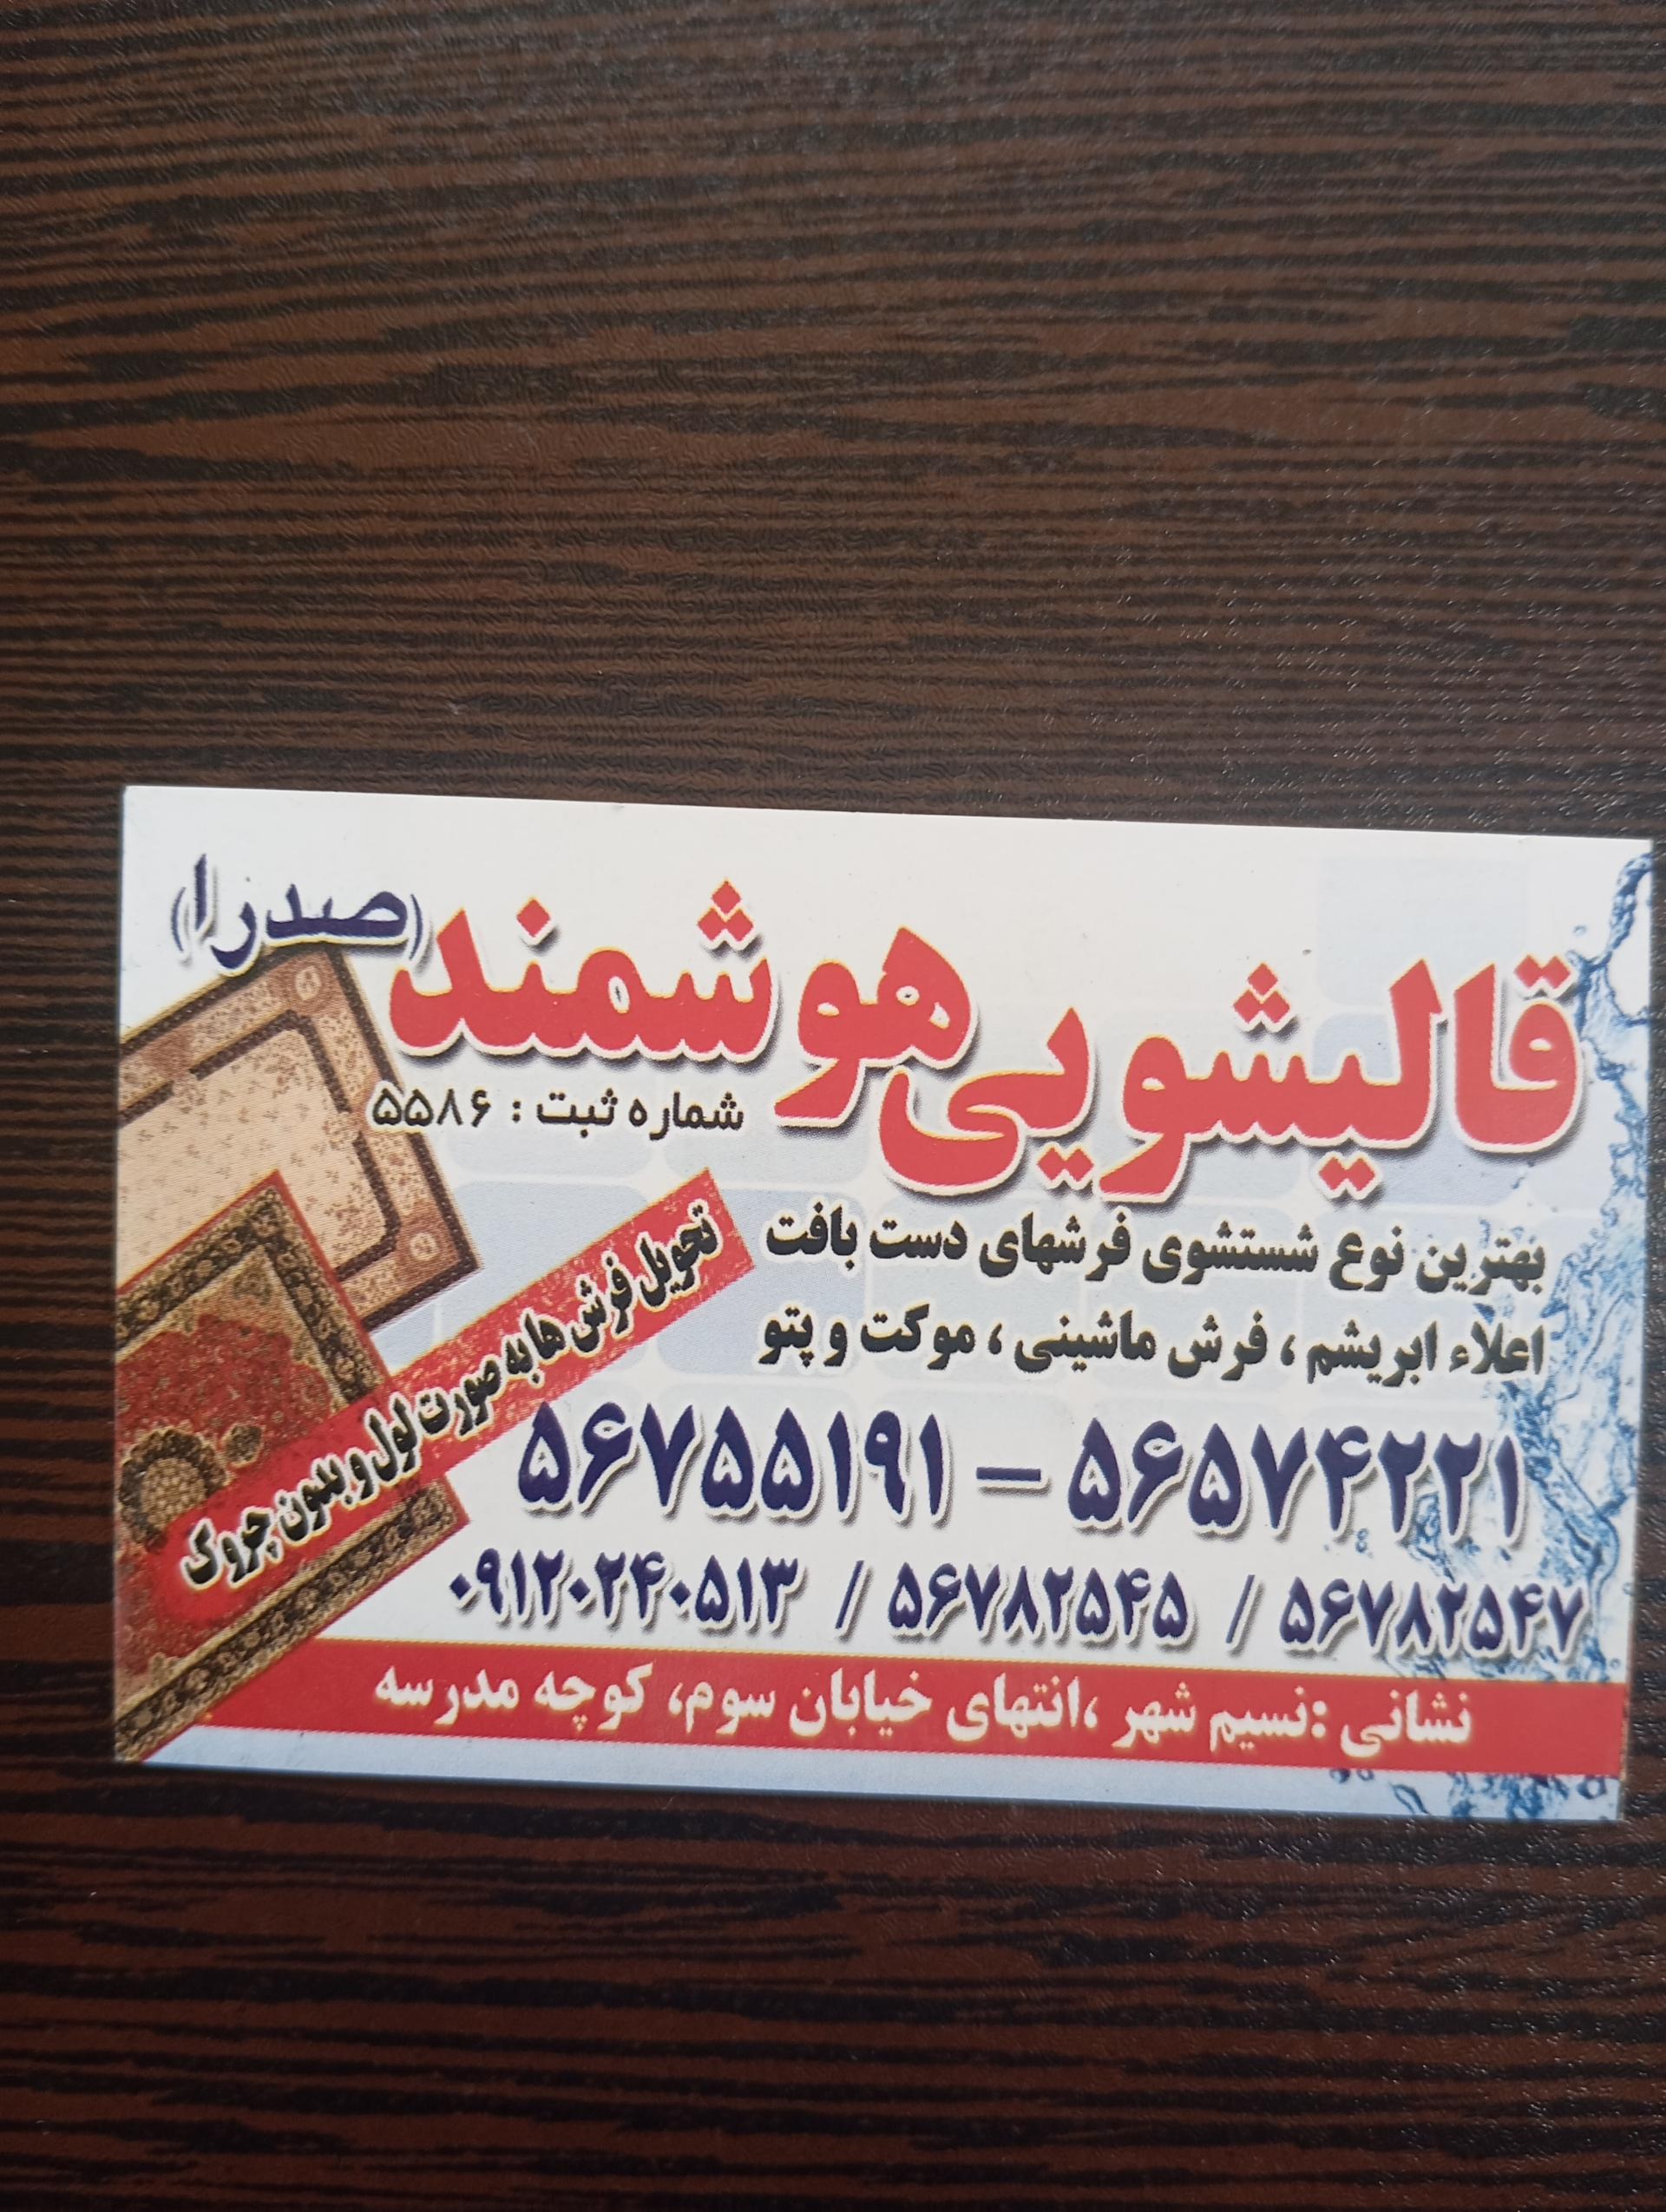 قالیشویی هوشمند (صدرا)
شماره ثبت : ۵۵۸۶
بهترین نوع شستشوی فرشهای دست بافت
اعلاء ابریشم ، فرش ماشینی ، موکت و پتو
تحویل فرش ها به صورت لول و بدون چروک
۵۶۷۵۵۱۹۱ – ۵۶۵۷۴۲۲۱
۰۹۱۲۰۲۴۰۵۱۳ / ۵۶۷۸۲۵۴۵ / ۵۶۷۸۲۵۴۷
نشانی :نسیم شهر ،انتهای خیابان سوم، کوچه مدرسه